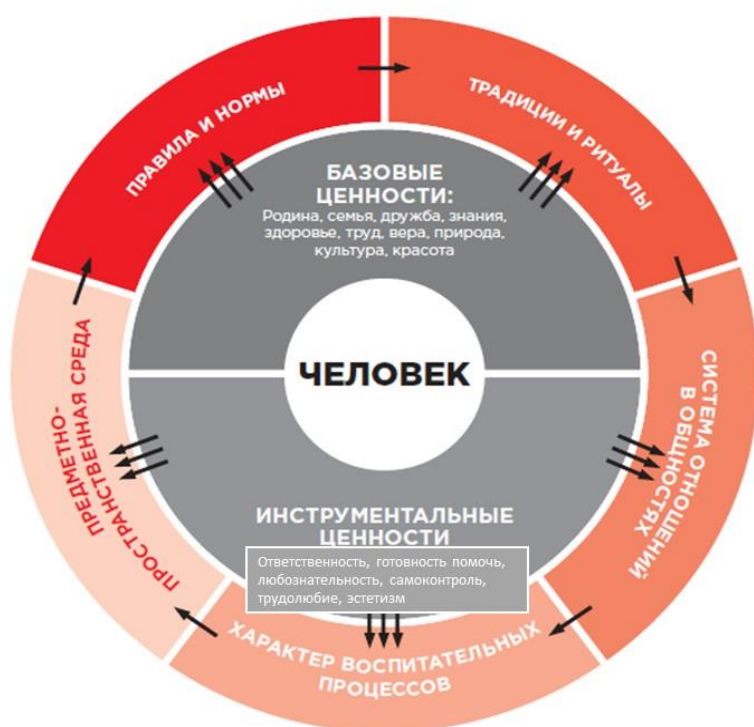 ПРАВИЛА И НОРМЫ
ТРАДИЦИИ И РИТУАЛЫ
БАЗОВЫЕ
ЦЕННОСТИ:
Родина, семья, дружба, знания,
здоровье, труд, вера, природа,
культура, красота
ЧЕЛОВЕК
ПРЕДМЕТНО-
ПРОСТРАНСТВЕННАЯ СРЕДА
СИСТЕМА ОТНОШЕНИЙ
В ОБЩНОСТЯХ
ИНСТРУМЕНТАЛЬНЫЕ
ЦЕННОСТИ
Ответственность, готовность помочь,
любознательность, самоконтроль,
трудолюбие, эстетизм
ХАРАКТЕР ВОСПИТАТЕЛЬНЫХ
ПРОЦЕССОВ